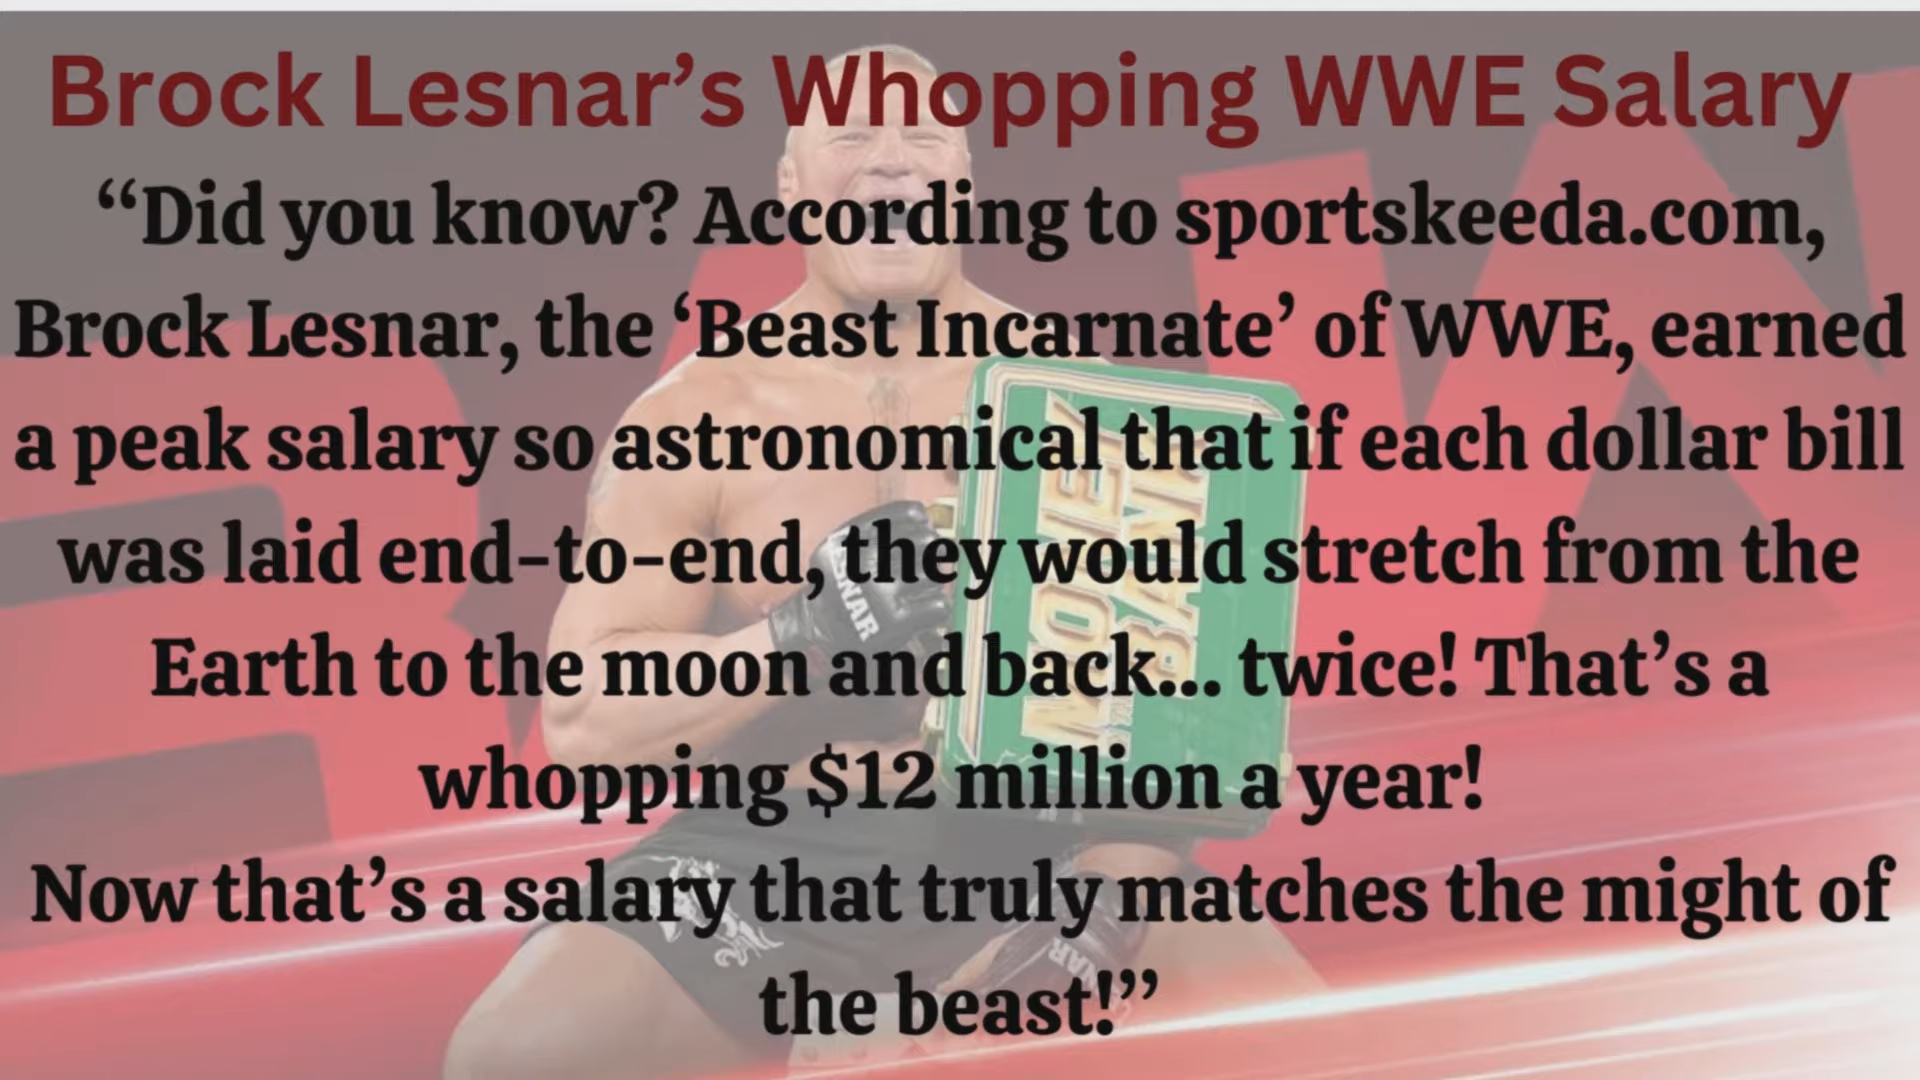 Brock Lesnar’s Whopping WWE Salary
“Did you know? According to sportskeeda.com,
Brock Lesnar, the ‘Beast Incarnate’ of WWE, earned
a peak salary so astronomical that if each dollar bill
was laid end-to-end, they would stretch from the
Earth to the moon and back... twice! That’s a
whopping $12 million a year!
Now that’s a salary that truly matches the might of
the beast!”
MONEY
BANK